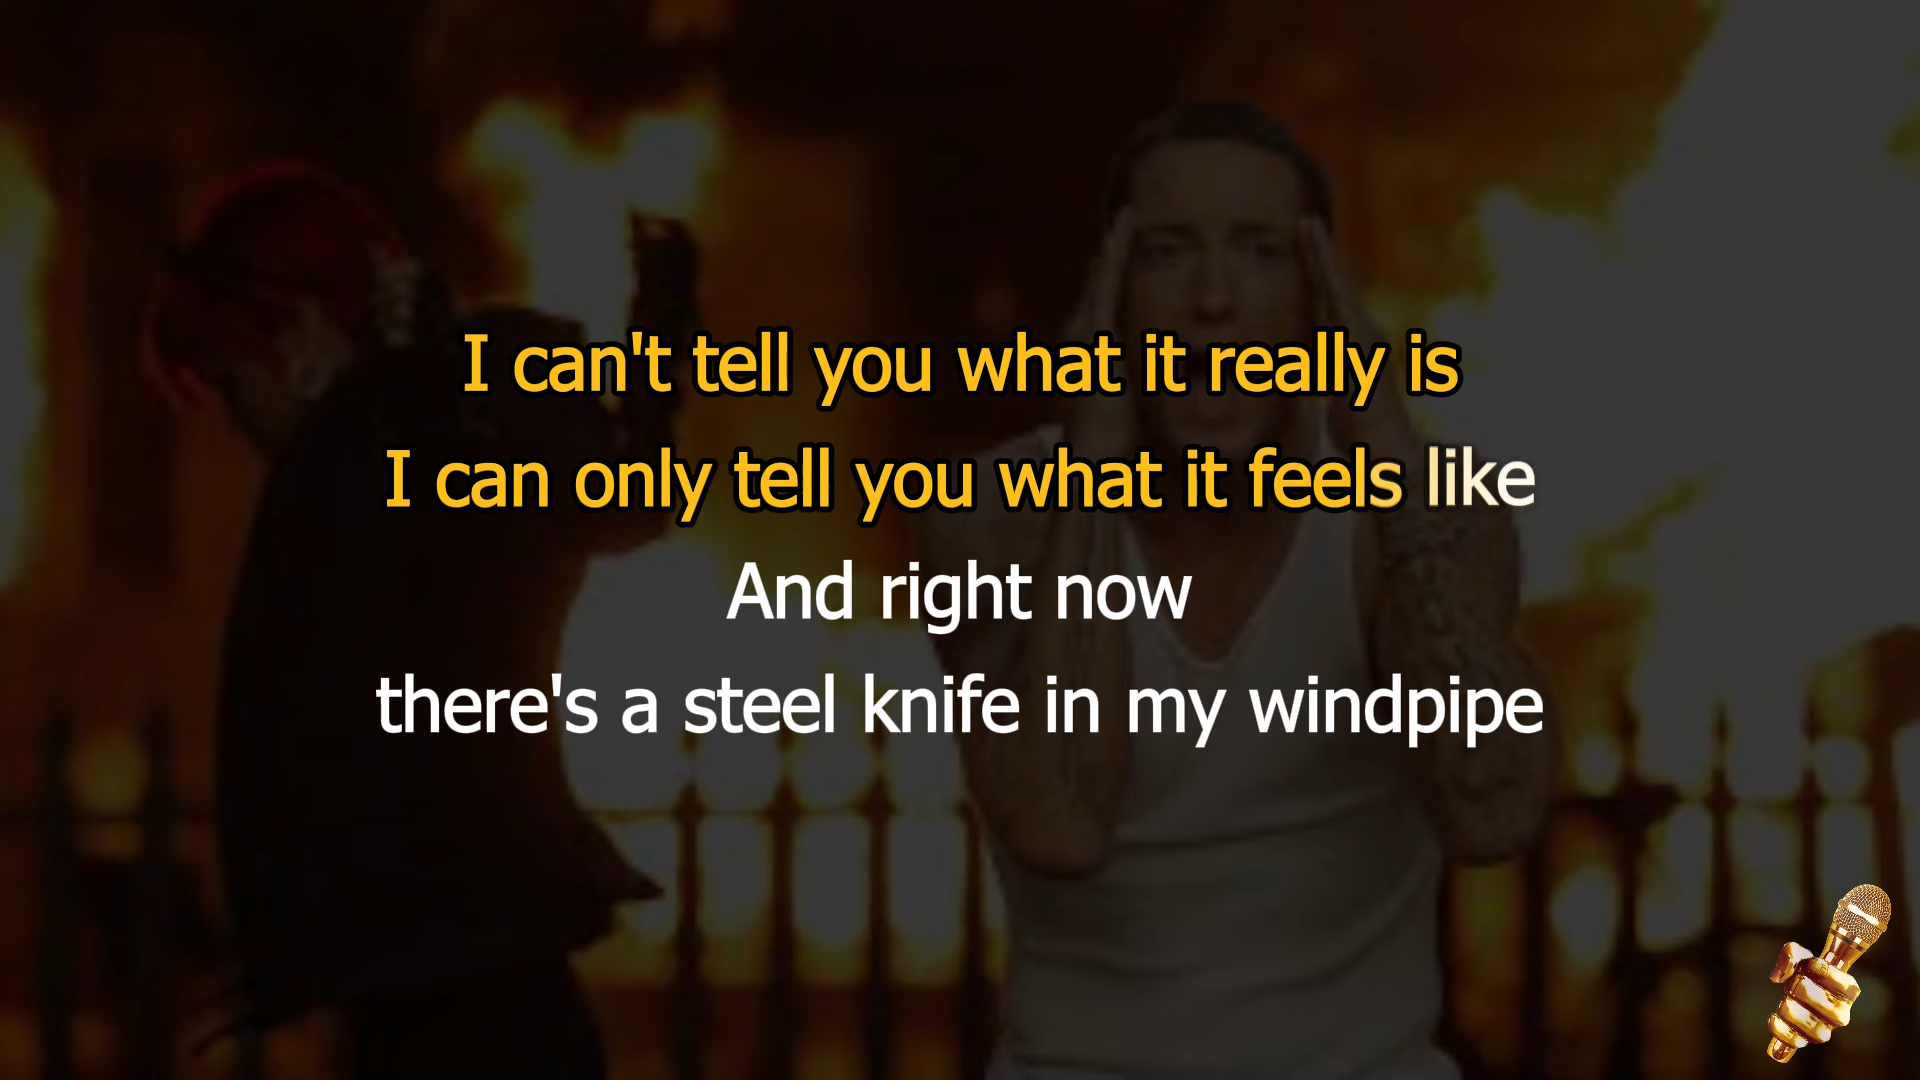 I can't tell you what it really is
I can only tell you what it feels like
And right now
there's a steel knife in my windpipe